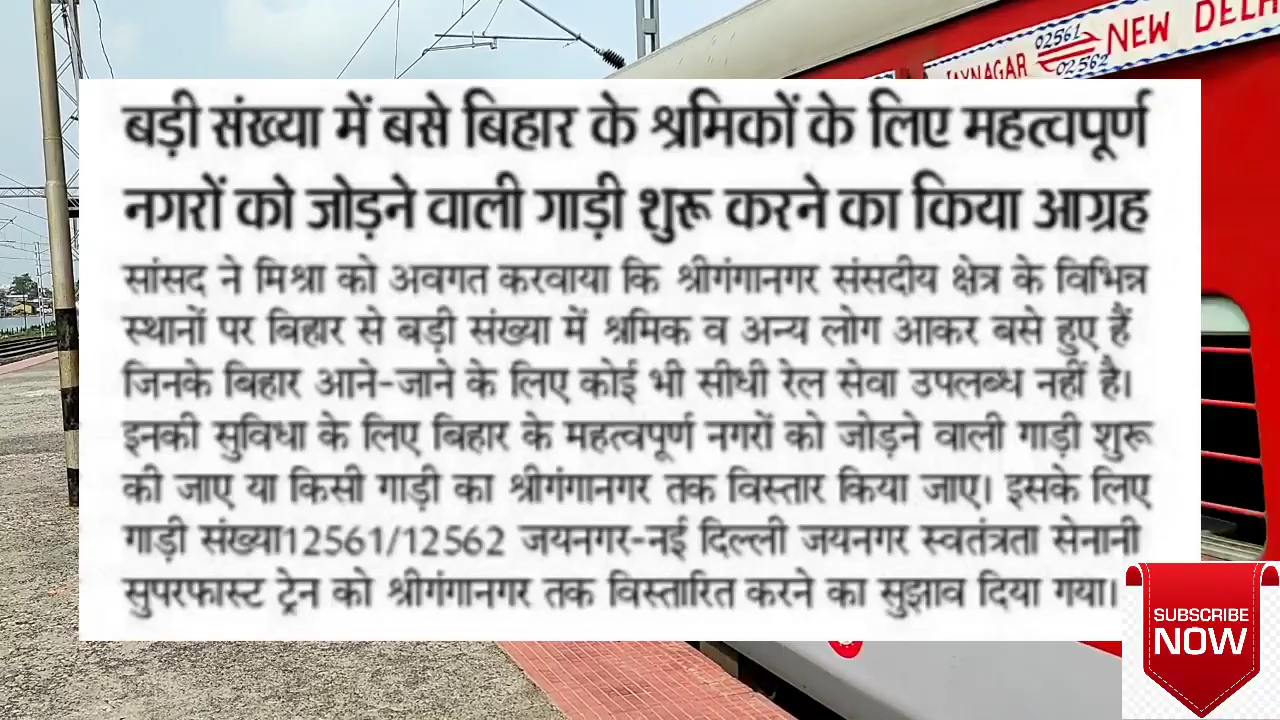 02561
NEW DELH
JAYNAGAR
02562
बड़ी संख्या में बसे बिहार के श्रमिकों के लिए महत्वपूर्ण
नगरों को जोड़ने वाली गाड़ी शुरू करने का किया आग्रह
सांसद ने मिश्रा को अवगत करवाया कि श्रीगंगानगर संसदीय क्षेत्र के विभिन्न
स्थानों पर बिहार से बड़ी संख्या में श्रमिक व अन्य लोग आकर बसे हुए हैं
जिनके बिहार आने-जाने के लिए कोई भी सीधी रेल सेवा उपलब्ध नहीं है।
इनकी सुविधा के लिए बिहार के महत्वपूर्ण नगरों को जोड़ने वाली गाड़ी शुरू
की जाए या किसी गाड़ी का श्रीगंगानगर तक विस्तार किया जाए। इसके लिए
गाड़ी संख्या12561/12562 जयनगर-नई दिल्ली जयनगर स्वतंत्रता सेनानी
सुपरफास्ट ट्रेन को श्रीगंगानगर तक विस्तारित करने का सुझाव दिया गया।
SUBSCRIBE
NOW